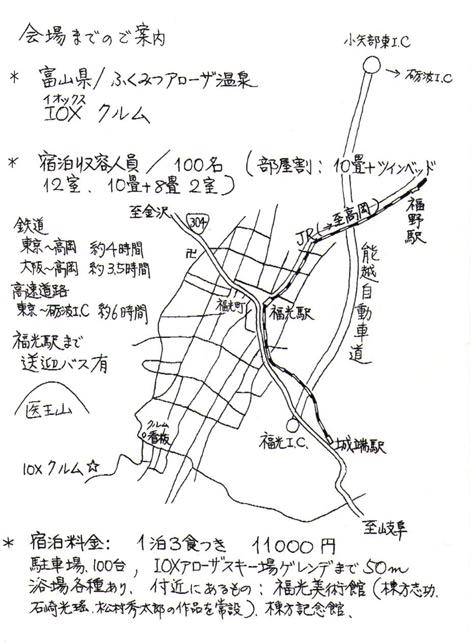 会場までのご案内
小矢部東I.C
→砺波I.C
* 富山県/ふくみつアローザ温泉
イオックス
IOX クルム
* 宿泊収容人員/100名 (部屋割:10畳+ツインベッド
12室、10畳+8畳 2室)
至金沢
304
JR(→至高岡)
福野駅
鉄道
東京~高岡 約4時間
大阪~高岡 約3.5時間
高速道路
東京~砺波I.C 約6時間
福光駅まで
送迎バス有
卍
福光町
福光駅
能越自動車道
医王山
クルム
看板
福光I.C.
城端駅
IOXクルム☆
至山岐阜
* 宿泊料金: 1泊3食つき 11000円
駐車場、100台, IOXアローザスキー場ゲレンデまで50m
浴場各種あり、付近にあるもの:福光美術館(棟方志功、
石崎光瑤、松村秀太郎の作品を常設)、棟方記念館、